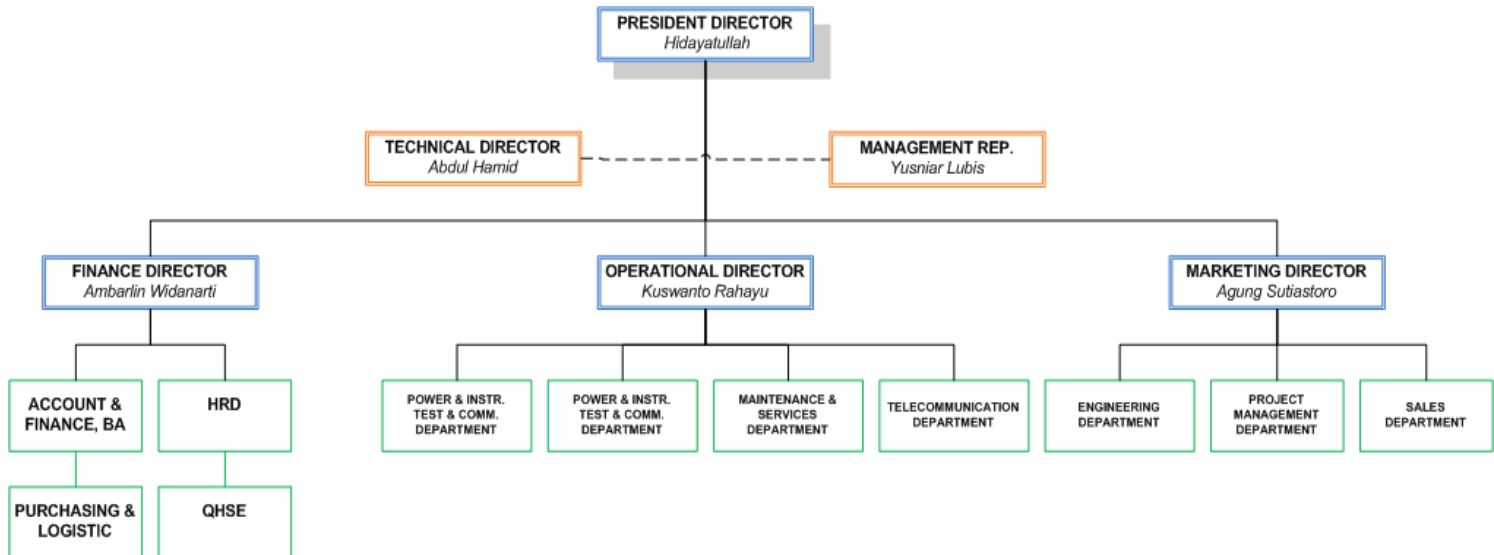 PRESIDENT DIRECTOR
Hidayatullah
TECHNICAL DIRECTOR
Abdul Hamid
MANAGEMENT REP.
Yusniar Lubis
FINANCE DIRECTOR
Ambarlin Widanarti
OPERATIONAL DIRECTOR
Kuswanto Rahayu
MARKETING DIRECTOR
Agung Sutiastoro
ACCOUNT &
FINANCE, BA
HRD
POWER & INSTR.
TEST & COMM.
DEPARTMENT
POWER & INSTR.
TEST & COMM.
DEPARTMENT
MAINTENANCE &
SERVICES
DEPARTMENT
TELECOMMUNICATION
DEPARTMENT
ENGINEERING
DEPARTMENT
PROJECT
MANAGEMENT
DEPARTMENT
SALES
DEPARTMENT
PURCHASING &
LOGISTIC
QHSE